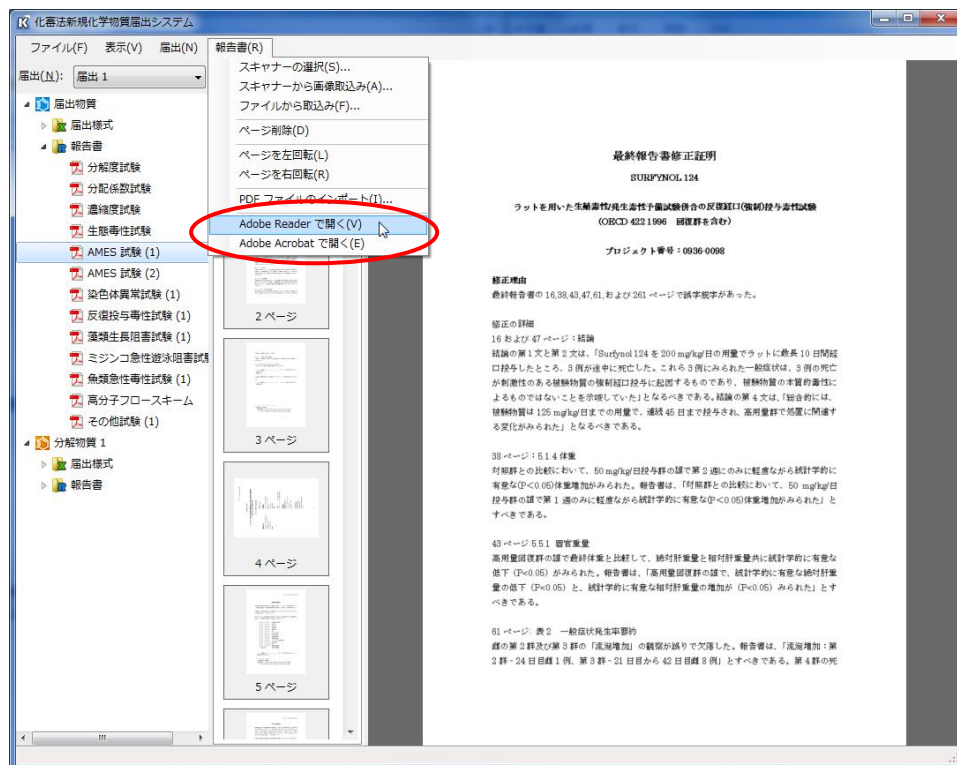 化審法新規化学物質届出システム
ファイル(F) 表示(V) 届出(N) 報告書(R)
届出(N): 届出 1
届出物質
届出様式
報告書
分解度試験
分配係数試験
濃縮度試験
生態毒性試験
AMES 試験 (1)
AMES 試験 (2)
染色体異常試験 (1)
反復投与毒性試験 (1)
藻類生長阻害試験 (1)
ミジンコ急性遊泳阻害試
魚類急性毒性試験 (1)
高分子フロースキーム
その他試験 (1)
分解物質 1
届出様式
報告書
スキャナーの選択(S)...
スキャナーから画像取込み(A)...
ファイルから取込み(F)...
ページ削除(D)
ページを左回転(L)
ページを右回転(R)
PDF ファイルのインポート(I)...
Adobe Reader で開く(V)
Adobe Acrobat で開く(E)
2 ページ
3 ページ
4 ページ
5 ページ
最終報告書修正証明
SURFYNOL 124
ラットを用いた生殖毒性/発生毒性予備試験併合の反復経口(強制)投与毒性試験
(OECD 422 1996 回復群を含む)
プロジェクト番号：0936-0098
修正理由
最終報告書の 16,38,43,47,61, および 261 ページで誤字脱字があった。
修正の詳細
16 および 47 ページ：結論
結論の第 1 文と第 2 文は、「Surfynol 124 を 200 mg/kg/日の用量でラットに最長 10 日間経
口投与したところ、3 例が途中に死亡した。これら 3 例にみられた一般症状は、3 例の死亡
が刺激性のある被験物質の強制経口投与に起因するものであり、被験物質の本質的毒性に
よるものではないことを示唆していた」となるべきである。結論の第 4 文は、「総合的には、
被験物質は 125 mg/kg/日までの用量で、連続 45 日まで投与され、高用量群で処置に関連す
る変化がみられた」となるべきである。
38 ページ：5.1.4 体重
対照群との比較において、50 mg/kg/日投与群の雄で第 2 週にのみに軽度ながら統計学的に
有意な(P<0.05)体重増加がみられた。報告書は、「対照群との比較において、50 mg/kg/日
投与群の雄で第 1 週のみに軽度ながら統計学的に有意な(P<0.05)体重増加がみられた」と
すべきである。
43 ページ:5.5.1 器官重量
高用量回復群の雄で最終体重と比較して、絶対肝重量と相対肝重量共に統計学的に有意な
低下（P<0.05）がみられた。報告書は、「高用量回復群の雄で、統計学的に有意な絶対肝重
量の低下（P<0.05）と、統計学的に有意な相対肝重量の増加が（P<0.05）みられた」とす
べきである。
61 ページ: 表 2 一般症状発生率要約
雌の第 2 群及び第 3 群の「流涎増加」の観察が誤りで欠落した。報告書は、「流涎増加：第
2 群 - 24 日目雌 1 例、第 3 群 - 21 日目から 42 日目雌 8 例」とすべきである。第 4 群の死